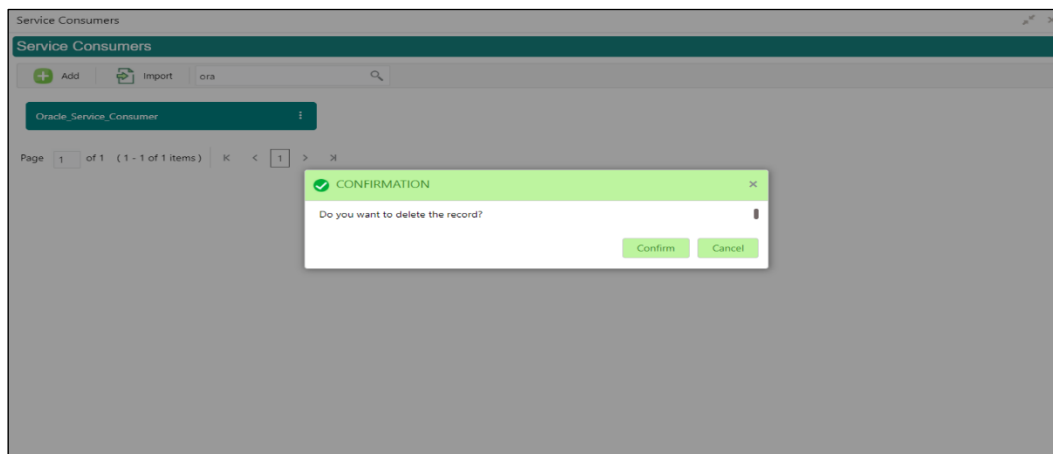 Service Consumers
Service Consumers
Add Import ora
Oracle_Service_Consumer
Page 1 of 1 (1 - 1 of 1 items) K < 1 > >|
CONFIRMATION
Do you want to delete the record?
Confirm Cancel